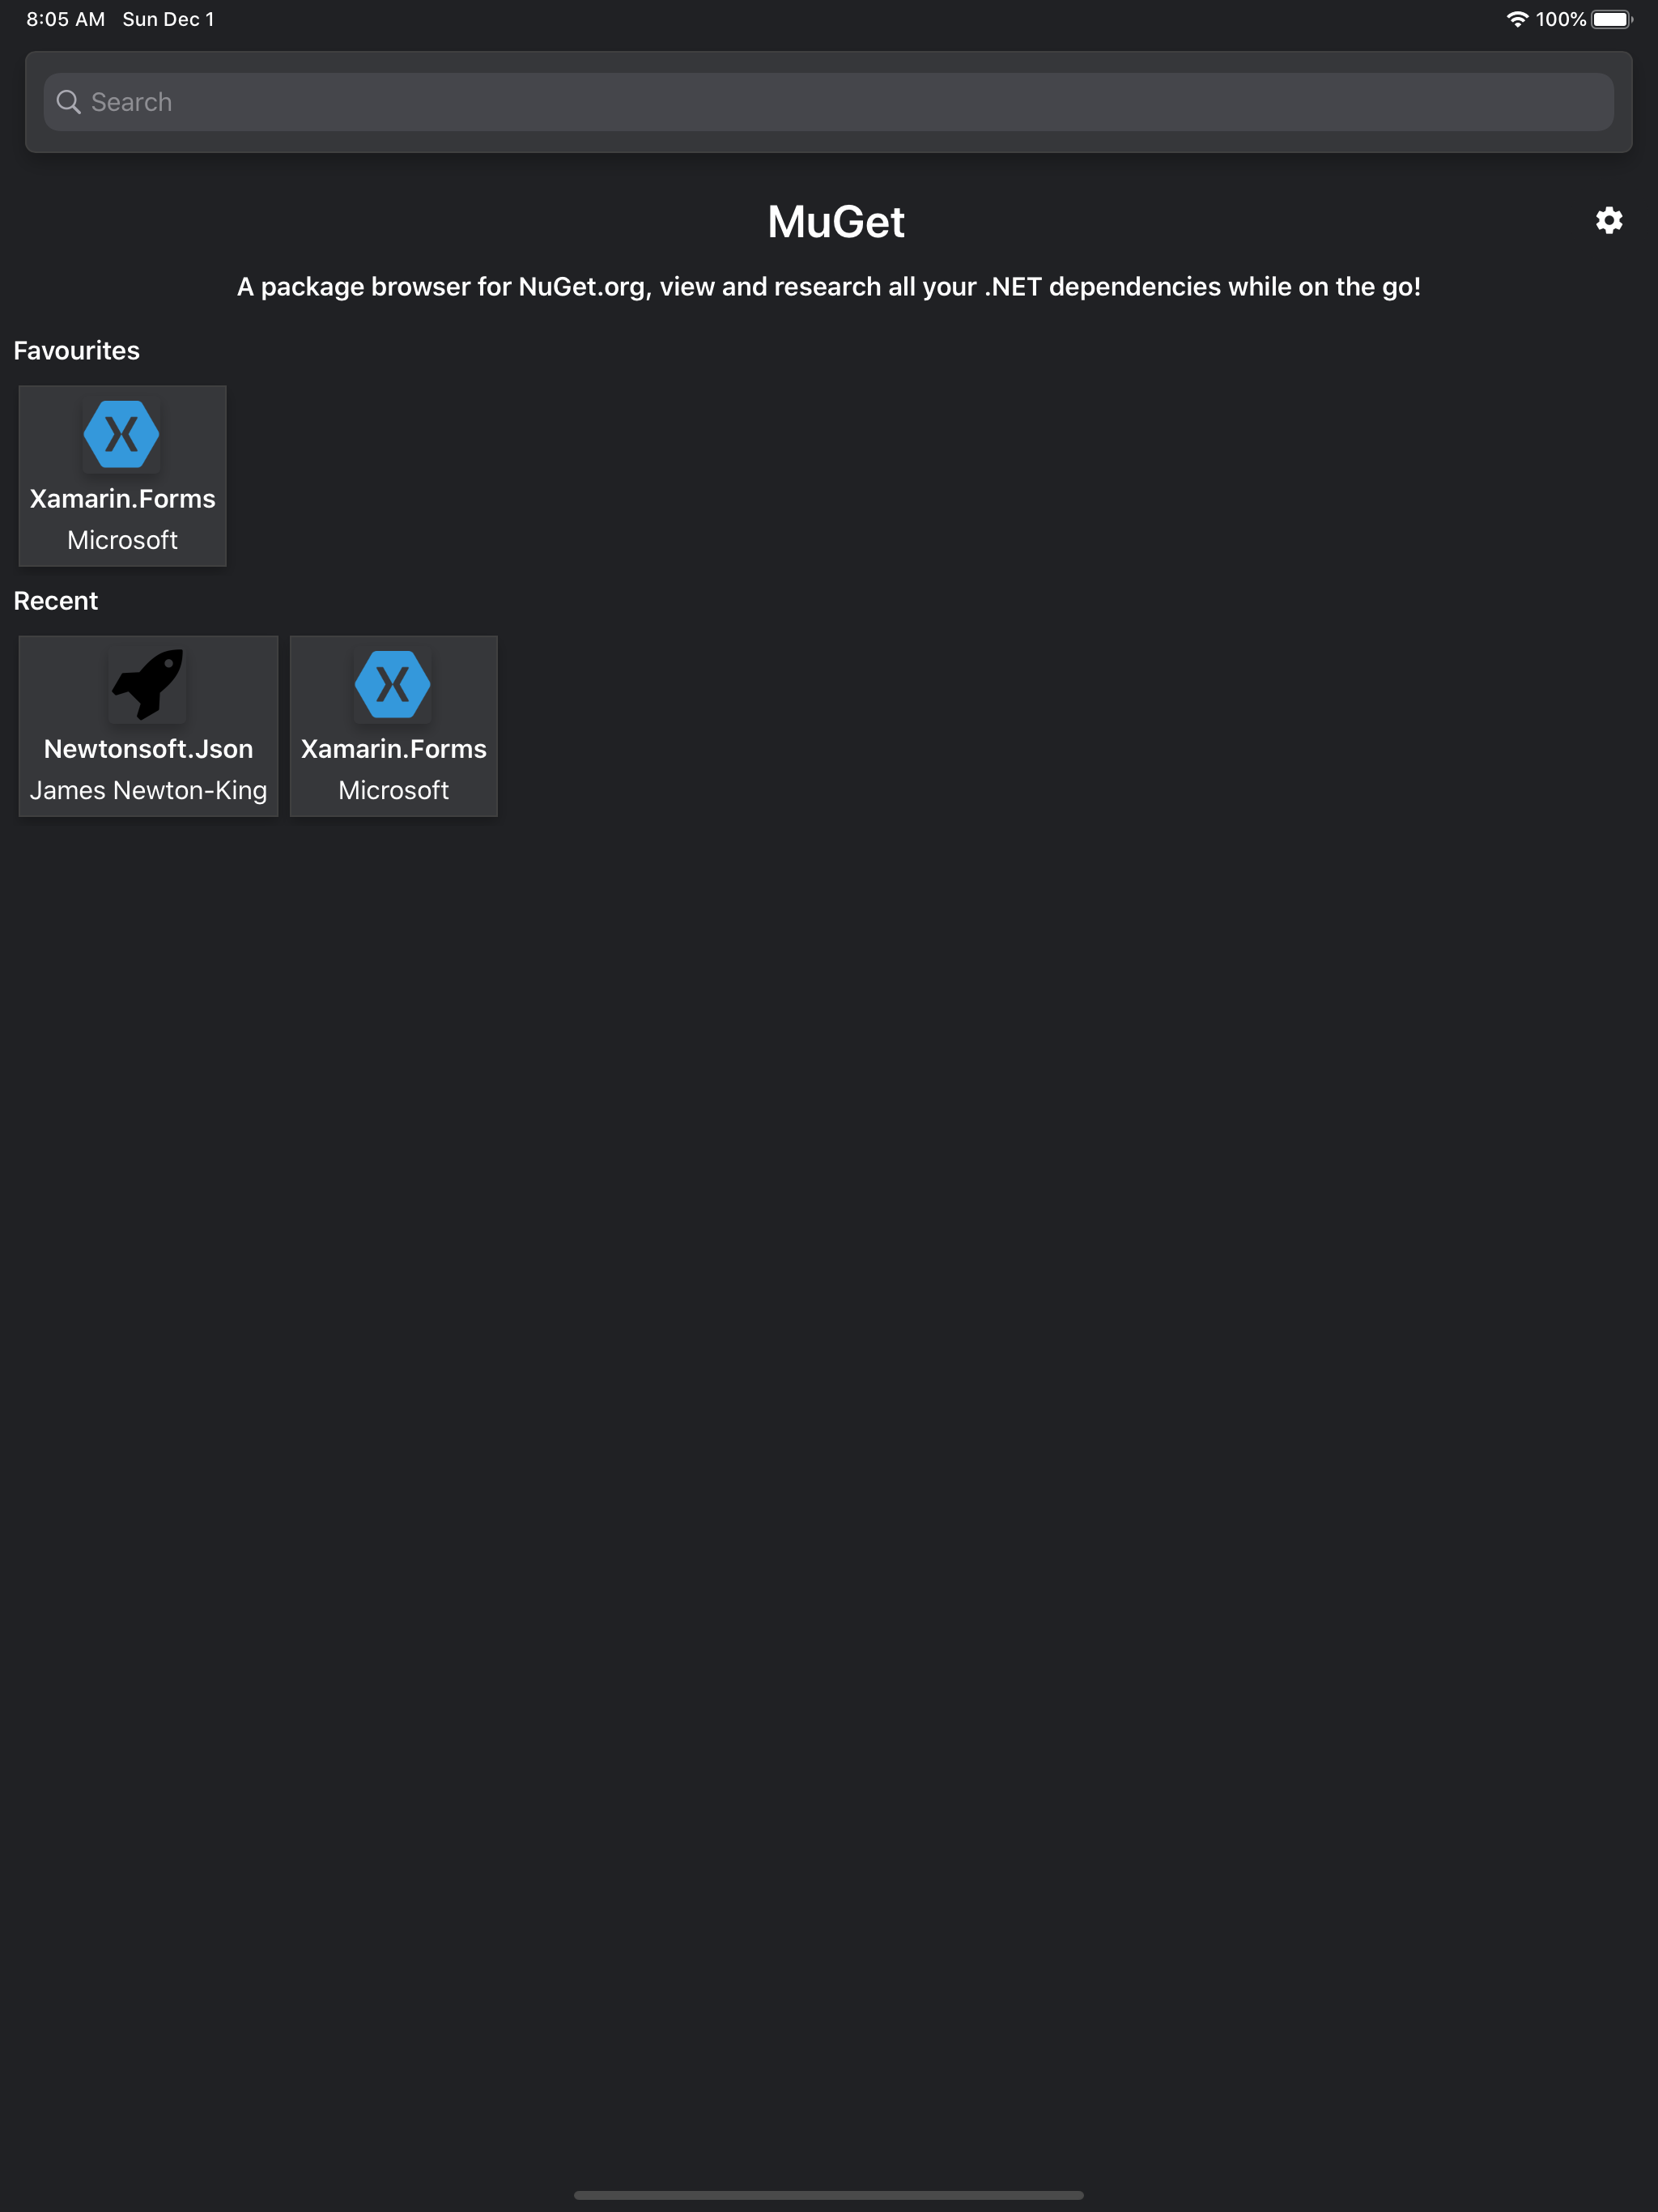 8:05 AM Sun Dec 1 100%
Search
MuGet
A package browser for NuGet.org, view and research all your .NET dependencies while on the go!
Favourites
Xamarin.Forms
Microsoft
Recent
Newtonsoft.Json
James Newton-King
Xamarin.Forms
Microsoft